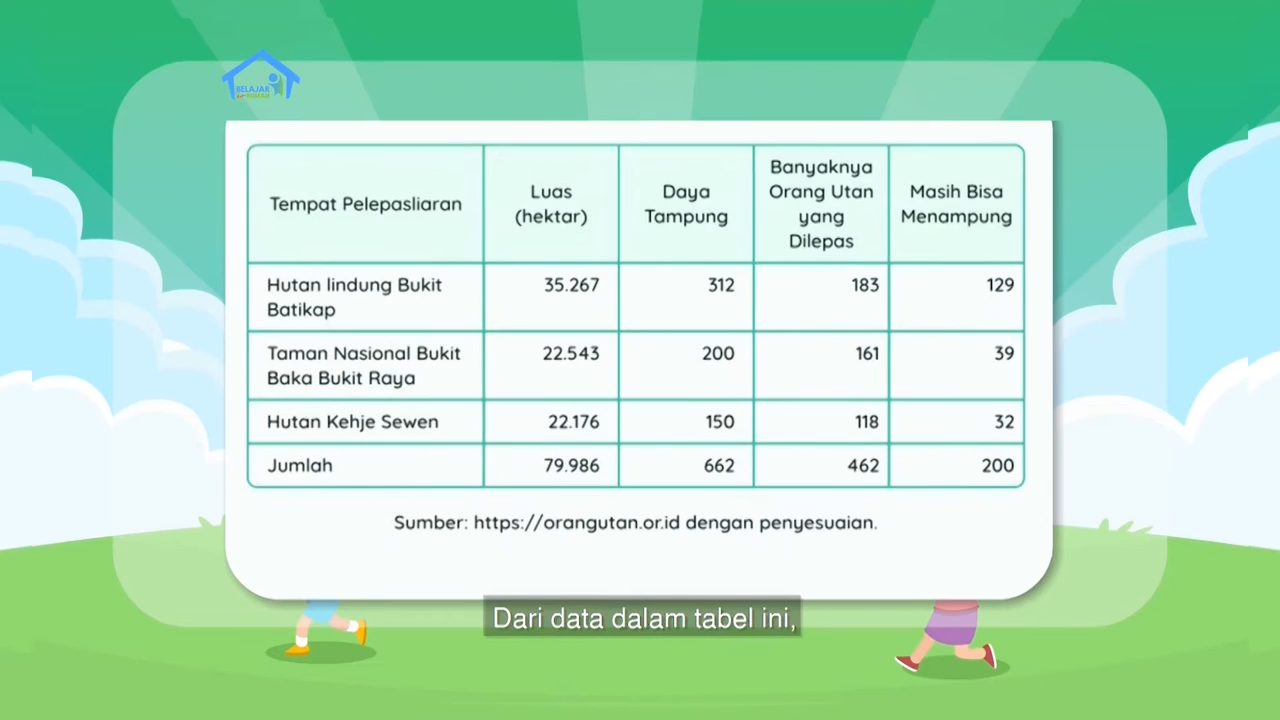 BELAJAR
Tempat Pelepasliaran
Luas
(hektar)
Daya
Tampung
Banyaknya
Orang Utan
yang
Dilepas
Masih Bisa
Menampung
Hutan lindung Bukit
Batikap
35.267
312
183
129
Taman Nasional Bukit
Baka Bukit Raya
22.543
200
161
39
Hutan Kehje Sewen
22.176
150
118
32
Jumlah
79.986
662
462
200
Sumber: https://orangutan.or.id dengan penyesuaian.
Dari data dalam tabel ini,